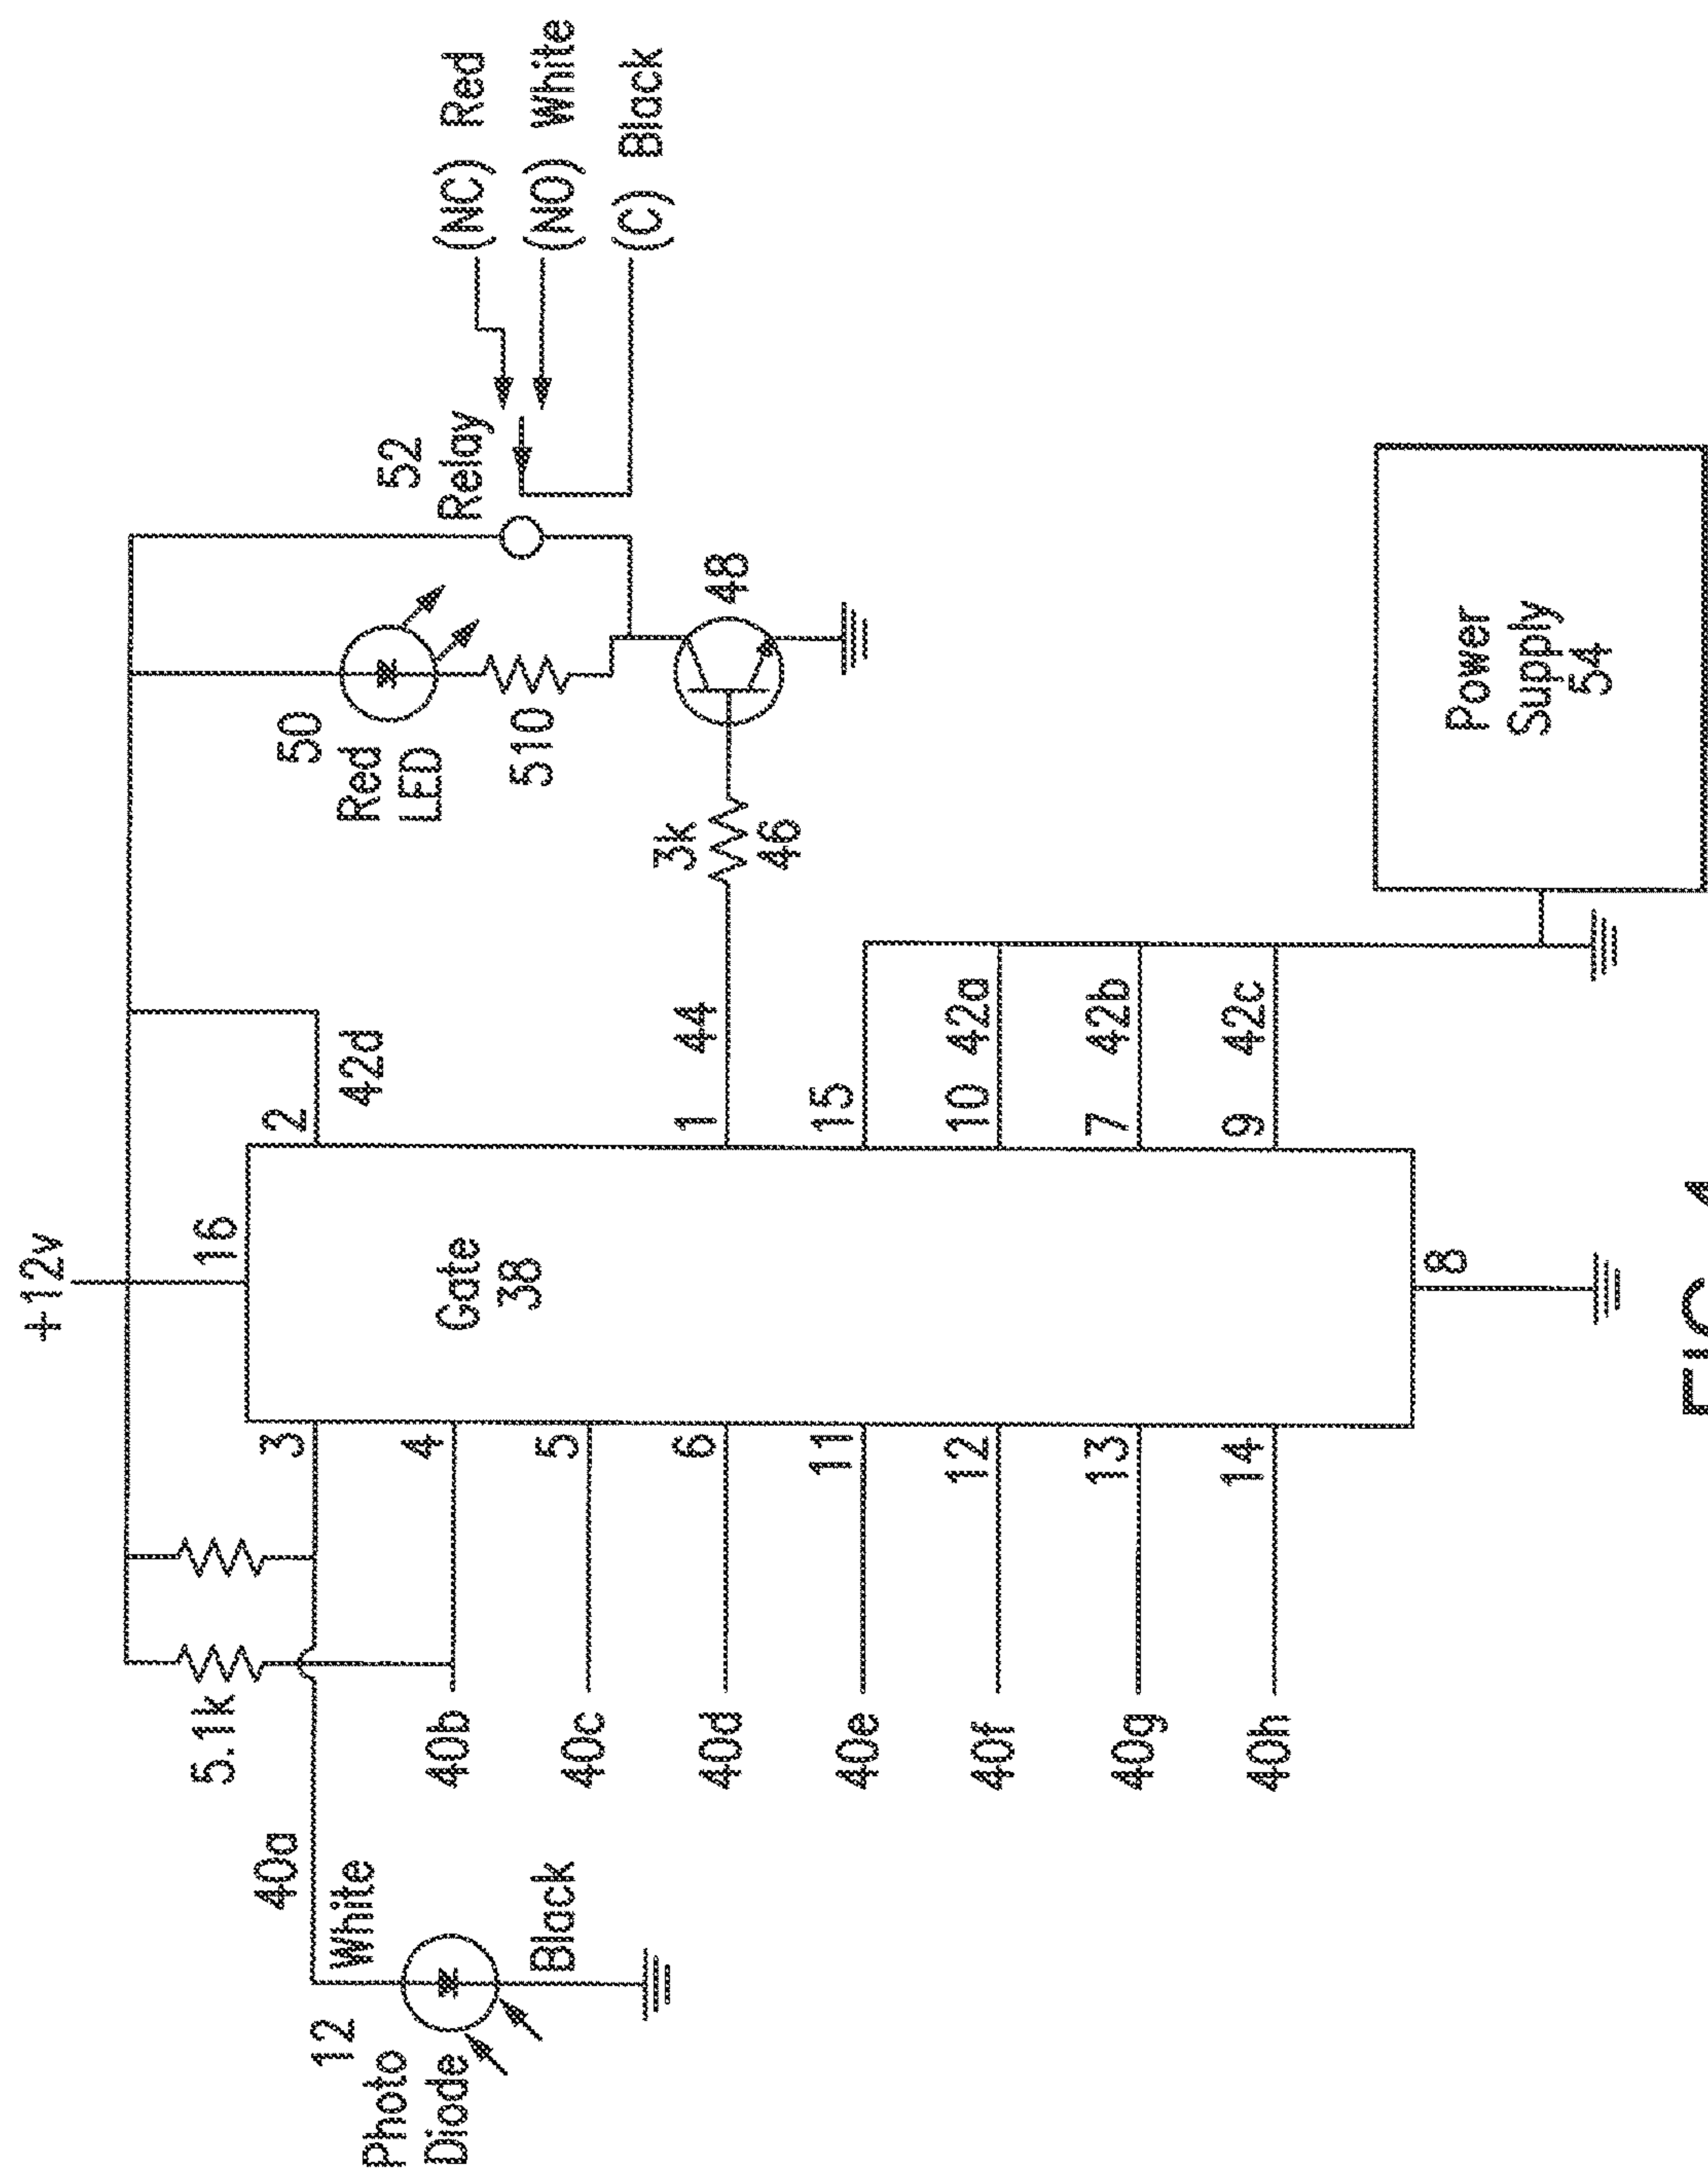 +12v
16
Gate
38
8
2
42d
1
44
15
10
42a
7
42b
9
42c
3
4
5
6
11
12
13
14
5.1k
40a
40b
40c
40d
40e
40f
40g
40h
White
Black
12
Photo
Diode
50
Red
LED
510
3k
46
48
52
Relay
(NC) Red
(NO) White
(C) Black
Power
Supply
54